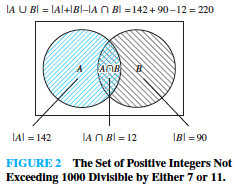 |A ∪ B| = |A|+|B|–|A ∩ B| = 142 + 90 – 12 = 220
A A∩B B
|A| = 142 |A ∩ B| = 12 |B| = 90
FIGURE 2 The Set of Positive Integers Not
Exceeding 1000 Divisible by Either 7 or 11.